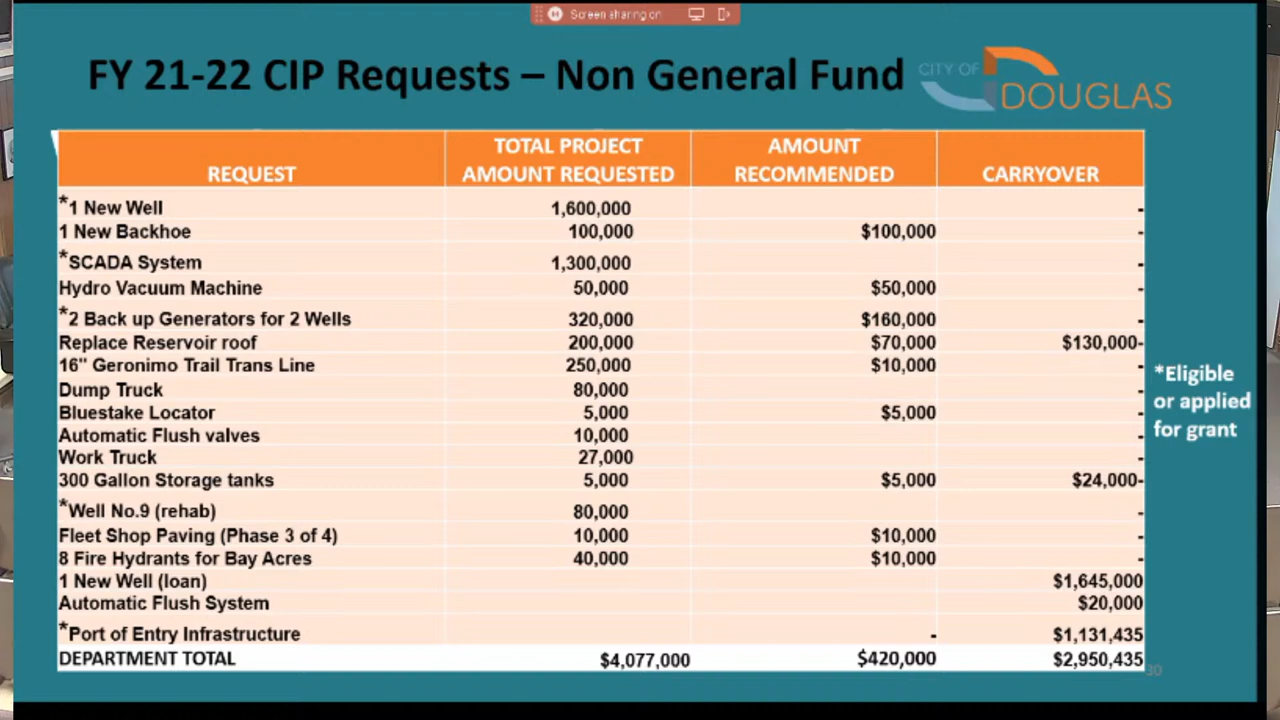 Screen sharing on
FY 21-22 CIP Requests – Non General Fund
CITY OF
DOUGLAS
REQUEST TOTAL PROJECT AMOUNT REQUESTED AMOUNT RECOMMENDED CARRYOVER
*1 New Well 1,600,000 -
1 New Backhoe 100,000 $100,000 -
*SCADA System 1,300,000 -
Hydro Vacuum Machine 50,000 $50,000 -
*2 Back up Generators for 2 Wells 320,000 $160,000 -
Replace Reservoir roof 200,000 $70,000 $130,000-
16" Geronimo Trail Trans Line 250,000 $10,000 -
Dump Truck 80,000 -
Bluestake Locator 5,000 $5,000 -
Automatic Flush valves 10,000 -
Work Truck 27,000 -
300 Gallon Storage tanks 5,000 $5,000 $24,000-
*Well No.9 (rehab) 80,000 -
Fleet Shop Paving (Phase 3 of 4) 10,000 $10,000 -
8 Fire Hydrants for Bay Acres 40,000 $10,000 -
1 New Well (loan) $1,645,000
Automatic Flush System $20,000
*Port of Entry Infrastructure - $1,131,435
DEPARTMENT TOTAL $4,077,000 $420,000 $2,950,435
*Eligible
or applied
for grant
30